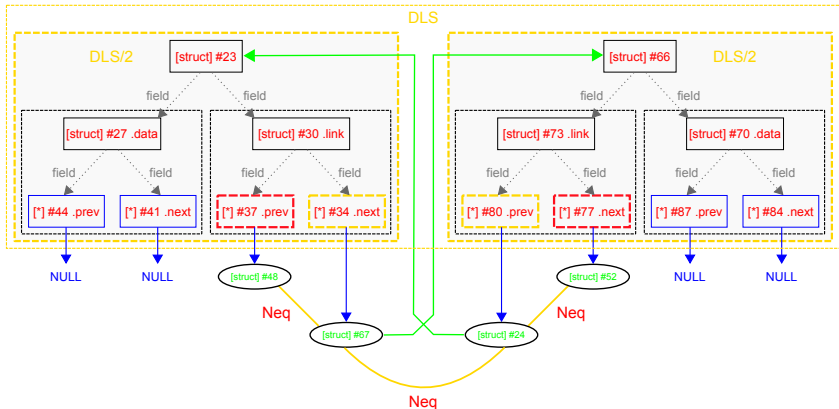 DLS
DLS/2
[struct] #23
[struct] #66
DLS/2
field
field
field
field
[struct] #27 .data
[struct] #30 .link
[struct] #73 .link
[struct] #70 .data
field
field
field
field
field
field
field
field
[*] #44 .prev
[*] #41 .next
[*] #37 .prev
[*] #34 .next
[*] #80 .prev
[*] #77 .next
[*] #87 .prev
[*] #84 .next
NULL
NULL
[struct] #48
[struct] #52
NULL
NULL
Neq
Neq
[struct] #67
[struct] #24
Neq